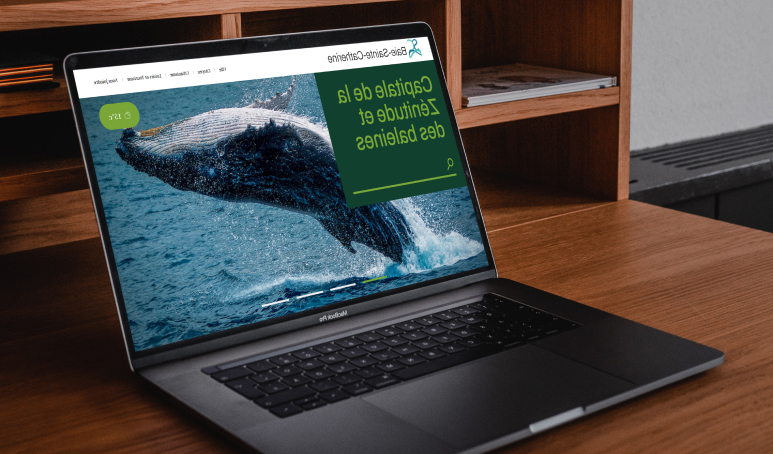 Baie-Sainte-Catherine
Ville Citoyens Urbanisme Loisirs et Tourisme Nous joindre
Capitale de la
Zénitude et
des baleines
15°C
MacBook Pro